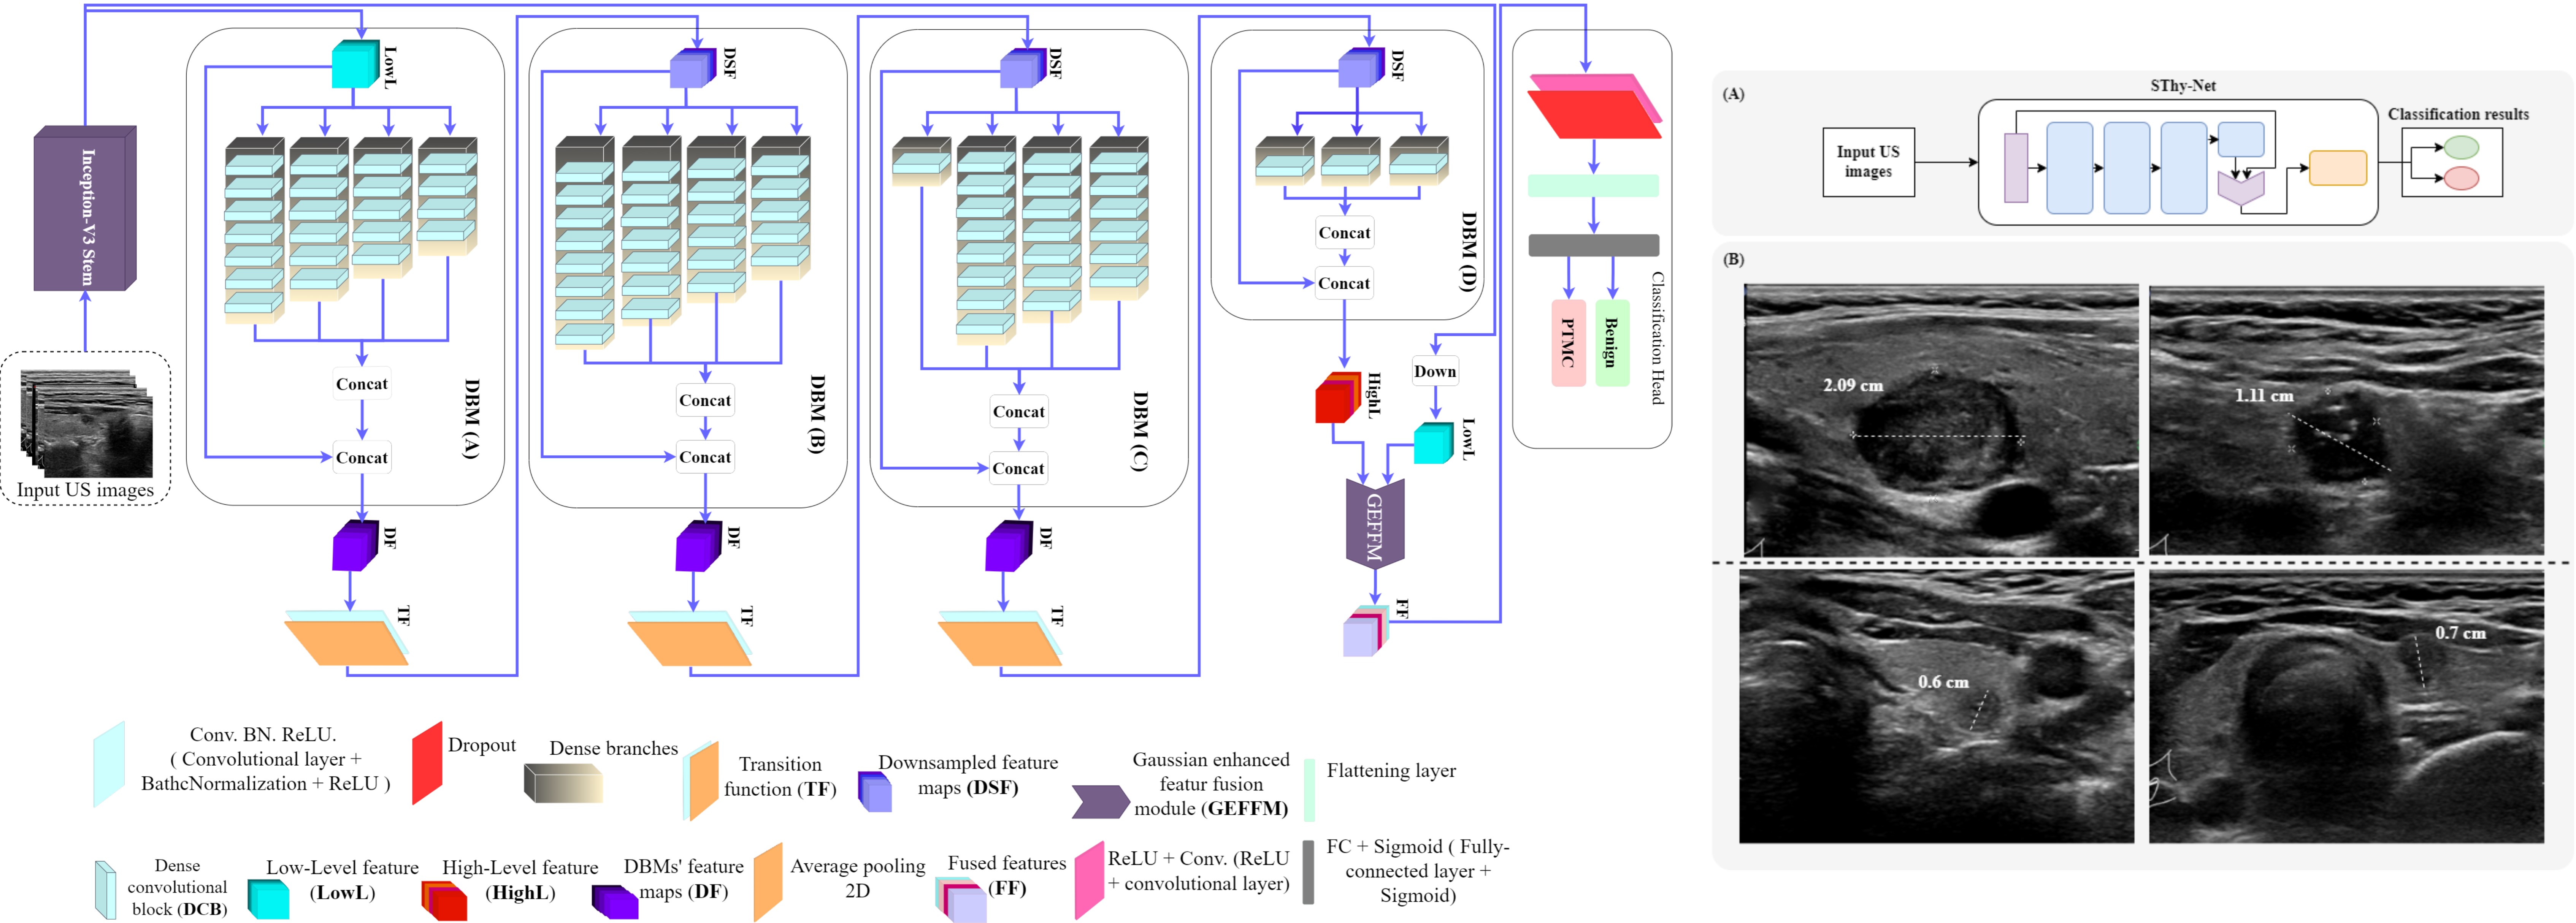 LowL
DSF
DSF
DSF
Inception-V3 Stem
Concat
Concat
DBM (A)
Concat
Concat
DBM (B)
Concat
Concat
DBM (C)
Concat
Concat
DBM (D)
Input US images
DF
TF
DF
TF
DF
TF
HighL
Down
LowL
GEFFM
FF
PTMC
Benign
Classification Head
Conv. BN. ReLU.
( Convolutional layer +
BathcNormalization + ReLU )
Dropout
Dense branches
Transition
function (TF)
Downsampled feature
maps (DSF)
Gaussian enhanced
featur fusion
module (GEFFM)
Flattening layer
Dense
convolutional
block (DCB)
Low-Level feature
(LowL)
High-Level feature
(HighL)
DBMs' feature
maps (DF)
Average pooling
2D
Fused features
(FF)
ReLU + Conv. (ReLU
+ convolutional layer)
FC + Sigmoid ( Fully-
connected layer +
Sigmoid)
(A)
SThy-Net
Input US
images
Classification results
(B)
2.09 cm
1.11 cm
0.6 cm
0.7 cm